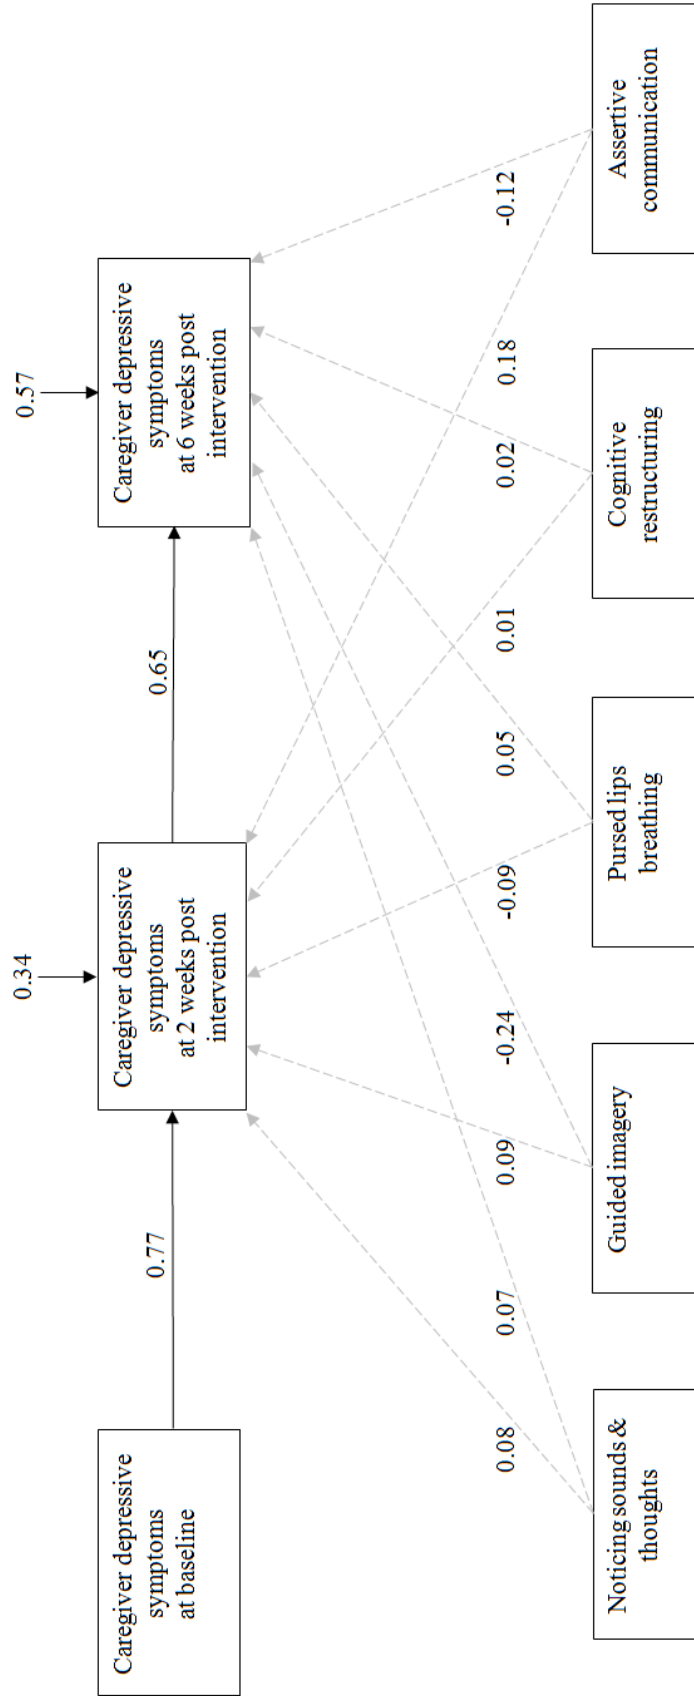 0.34
0.57
Caregiver depressive
symptoms
at baseline
0.77
Caregiver depressive
symptoms
at 2 weeks post
intervention
0.65
Caregiver depressive
symptoms
at 6 weeks post
intervention
0.08
0.07
0.09
-0.24
-0.09
0.05
0.01
0.02
0.18
-0.12
Noticing sounds &
thoughts
Guided imagery
Pursed lips
breathing
Cognitive
restructuring
Assertive
communication